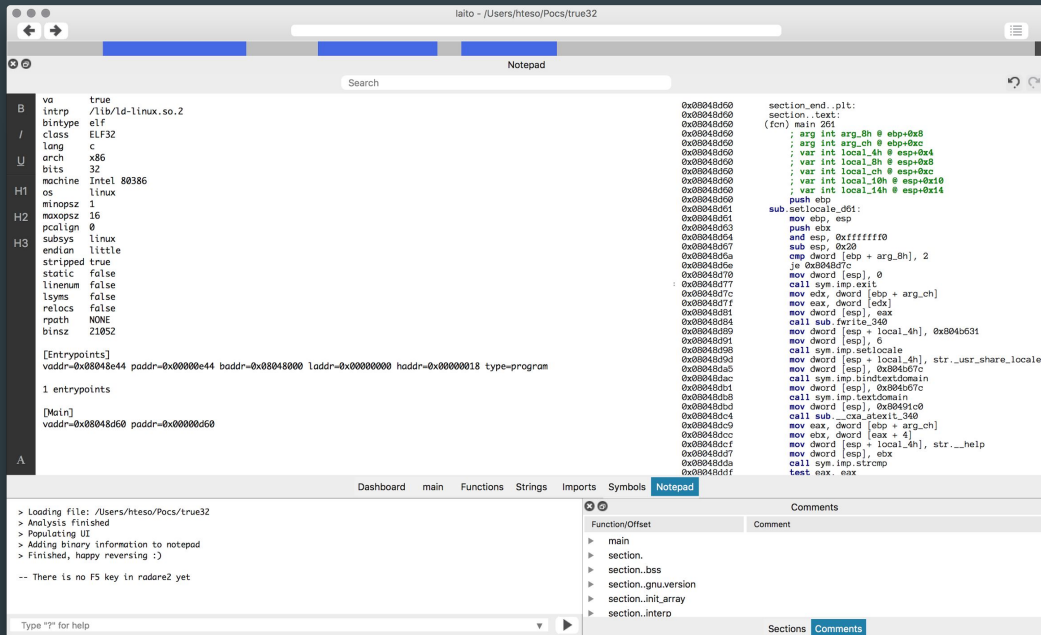 laito - /Users/hteso/Pocs/true32
Notepad
Search
B
I
U
H1
H2
H3
A
va true
intrp /lib/ld-linux.so.2
bintype elf
class ELF32
lang c
arch x86
bits 32
machine Intel 80386
os linux
minopsz 1
maxopsz 16
pcalign 0
subsys linux
endian little
stripped true
static false
linenum false
lsyms false
relocs false
rpath NONE
binsz 21052
[Entrypoints]
vaddr=0x08048e44 paddr=0x00000e44 baddr=0x08048000 laddr=0x00000000 haddr=0x00000018 type=program
1 entrypoints
[Main]
vaddr=0x08048d60 paddr=0x00000d60
0x08048d60 section_end..plt:
0x08048d60 section..text:
0x08048d60 (fcn) main 261
0x08048d60 ; arg int arg_8h @ ebp+0x8
0x08048d60 ; arg int arg_ch @ ebp+0xc
0x08048d60 ; var int local_4h @ esp+0x4
0x08048d60 ; var int local_8h @ esp+0x8
0x08048d60 ; var int local_ch @ esp+0xc
0x08048d60 ; var int local_10h @ esp+0x10
0x08048d60 ; var int local_14h @ esp+0x14
0x08048d60 push ebp
0x08048d61 sub.setlocale_d61:
0x08048d61 mov ebp, esp
0x08048d63 push ebx
0x08048d64 and esp, 0xfffffff0
0x08048d67 sub esp, 0x20
0x08048d6a cmp dword [ebp + arg_8h], 2
0x08048d6e je 0x8048d7c
0x08048d70 mov dword [esp], 0
0x08048d77 call sym.imp.exit
0x08048d7c mov edx, dword [ebp + arg_ch]
0x08048d7f mov eax, dword [edx]
0x08048d81 mov dword [esp], eax
0x08048d84 call sub.fwrite_340
0x08048d89 mov dword [esp + local_4h], 0x804b631
0x08048d91 mov dword [esp], 6
0x08048d98 call sym.imp.setlocale
0x08048d9d mov dword [esp + local_4h], str._usr_share_locale
0x08048da5 mov dword [esp], 0x804b67c
0x08048dac call sym.imp.bindtextdomain
0x08048db1 mov dword [esp], 0x804b67c
0x08048db8 call sym.imp.textdomain
0x08048dbd mov dword [esp], 0x80491c0
0x08048dc4 call sub.__cxa_atexit_340
0x08048dc9 mov eax, dword [ebp + arg_ch]
0x08048dcc mov ebx, dword [eax + 4]
0x08048dcf mov dword [esp + local_4h], str.__help
0x08048dd7 mov dword [esp], ebx
0x08048dda call sym.imp.strcmp
0x08048ddf test eax, eax
Dashboard main Functions Strings Imports Symbols Notepad
> Loading file: /Users/hteso/Pocs/true32
> Analysis finished
> Populating UI
> Adding binary information to notepad
> Finished, happy reversing :)
-- There is no F5 key in radare2 yet
Type "?" for help
Comments
Function/Offset Comment
main
section.
section..bss
section..gnu.version
section..init_array
section..interp
Sections Comments